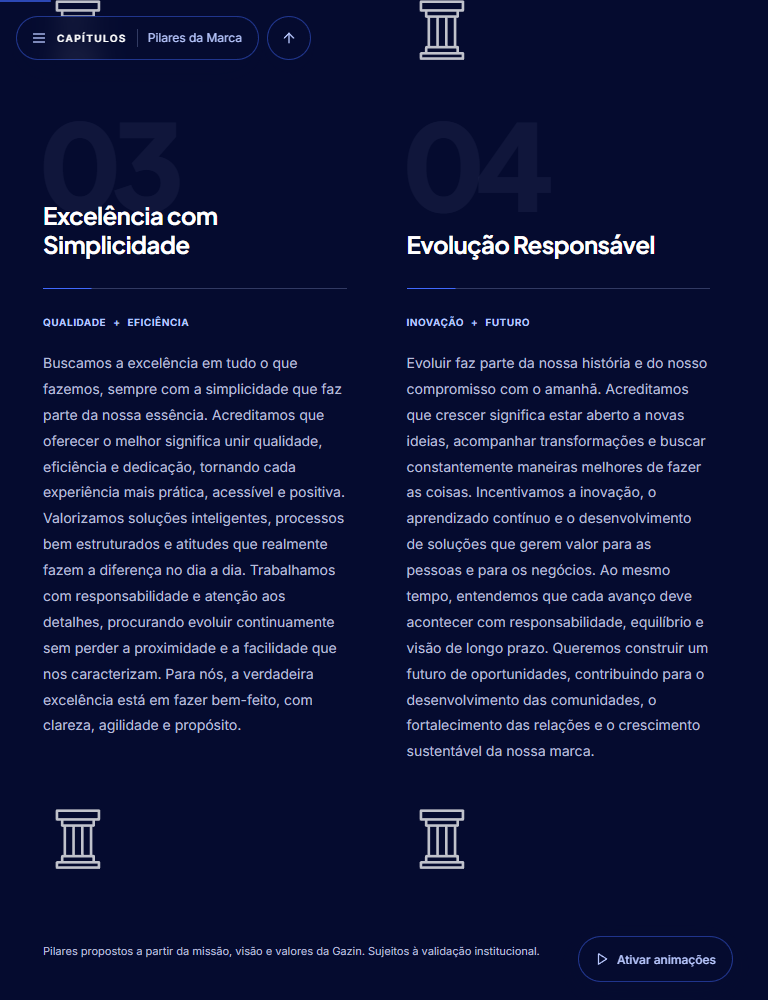 CAPÍTULOS
Pilares da Marca
03
Excelência com
Simplicidade
QUALIDADE + EFICIÊNCIA
Buscamos a excelência em tudo o que
fazemos, sempre com a simplicidade que faz
parte da nossa essência. Acreditamos que
oferecer o melhor significa unir qualidade,
eficiência e dedicação, tornando cada
experiência mais prática, acessível e positiva.
Valorizamos soluções inteligentes, processos
bem estruturados e atitudes que realmente
fazem a diferença no dia a dia. Trabalhamos
com responsabilidade e atenção aos
detalhes, procurando evoluir continuamente
sem perder a proximidade e a facilidade que
nos caracterizam. Para nós, a verdadeira
excelência está em fazer bem-feito, com
clareza, agilidade e propósito.
04
Evolução Responsável
INOVAÇÃO + FUTURO
Evoluir faz parte da nossa história e do nosso
compromisso com o amanhã. Acreditamos
que crescer significa estar aberto a novas
ideias, acompanhar transformações e buscar
constantemente maneiras melhores de fazer
as coisas. Incentivamos a inovação, o
aprendizado contínuo e o desenvolvimento
de soluções que gerem valor para as
pessoas e para os negócios. Ao mesmo
tempo, entendemos que cada avanço deve
acontecer com responsabilidade, equilíbrio e
visão de longo prazo. Queremos construir um
futuro de oportunidades, contribuindo para o
desenvolvimento das comunidades, o
fortalecimento das relações e o crescimento
sustentável da nossa marca.
Pilares propostos a partir da missão, visão e valores da Gazin. Sujeitos à validação institucional.
Ativar animações